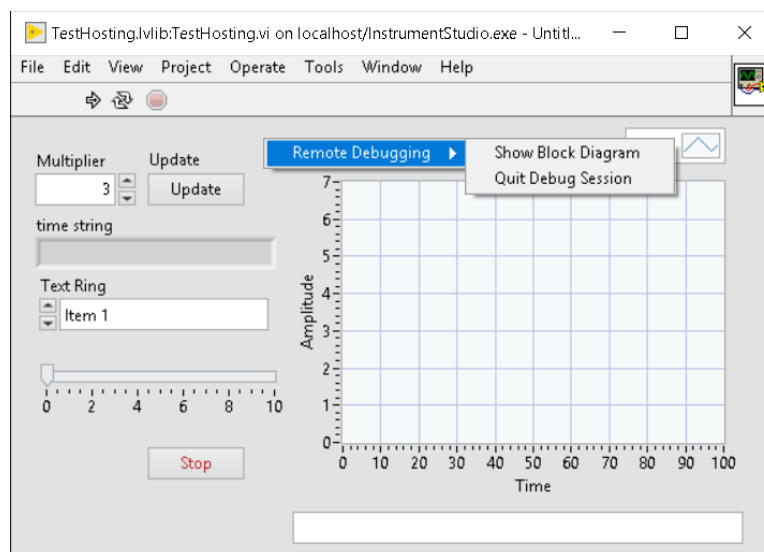 TestHosting.lvlib:TestHosting.vi on localhost/InstrumentStudio.exe - Untitl...
File Edit View Project Operate Tools Window Help
Multiplier
Update
3
Update
time string
Text Ring
Item 1
0 2 4 6 8 10
Stop
Remote Debugging
Show Block Diagram
Quit Debug Session
Amplitude
7
6
5
4
3
2
1
0
0 10 20 30 40 50 60 70 80 90 100
Time